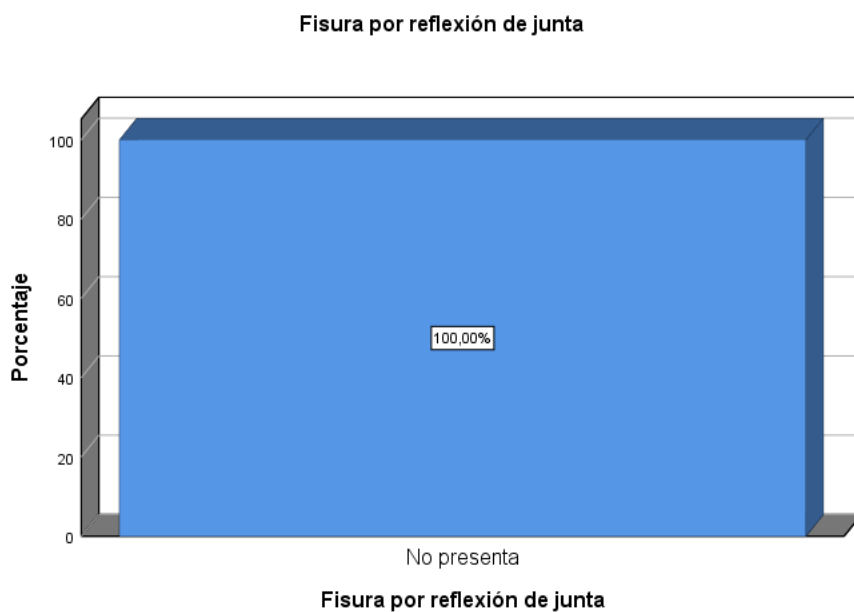 Fisura por reflexión de junta
100
80
60
40
20
0
Porcentaje
100,00%
No presenta
Fisura por reflexión de junta